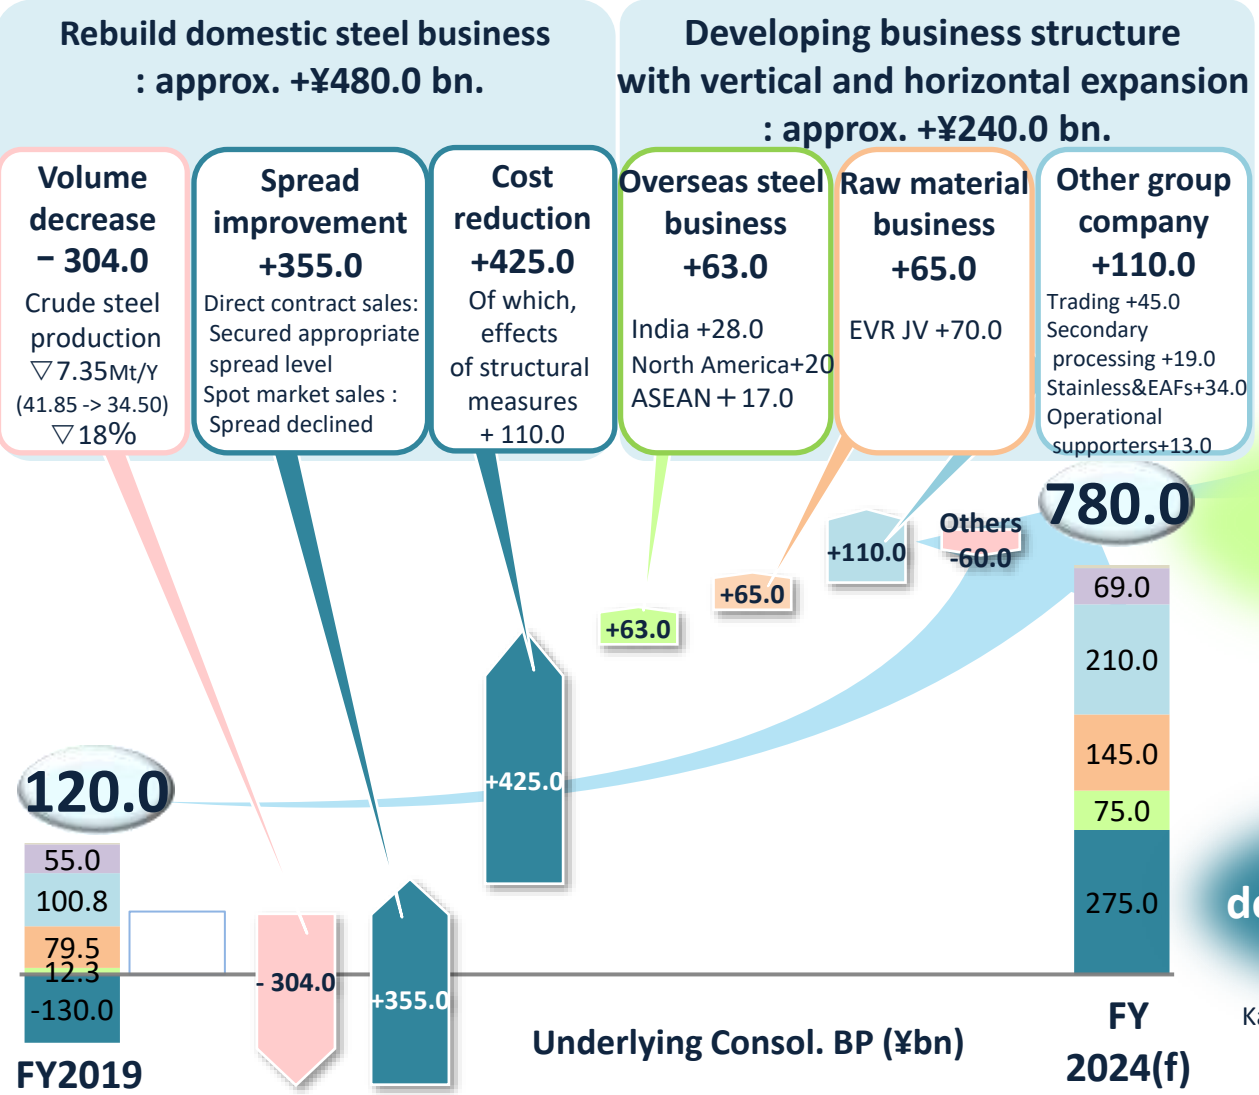 Rebuild domestic steel business
: approx. +¥480.0 bn.
Developing business structure
with vertical and horizontal expansion
: approx. +¥240.0 bn.
Volume
decrease
− 304.0
Crude steel
production
▽7.35Mt/Y
(41.85 -> 34.50)
▽18%
Spread
improvement
+355.0
Direct contract sales:
Secured appropriate
spread level
Spot market sales :
Spread declined
Cost
reduction
+425.0
Of which,
effects
of structural
measures
+ 110.0
Overseas steel
business
+63.0
India +28.0
North America+20
ASEAN＋17.0
Raw material
business
+65.0
EVR JV +70.0
Other group
company
+110.0
Trading +45.0
Secondary
processing +19.0
Stainless&EAFs+34.0
Operational
supporters+13.0
120.0
55.0
100.8
79.5
12.3
-130.0
FY2019
- 304.0
+355.0
+425.0
+63.0
+65.0
+110.0
Others
-60.0
780.0
69.0
210.0
145.0
75.0
275.0
FY
2024(f)
Underlying Consol. BP (¥bn)